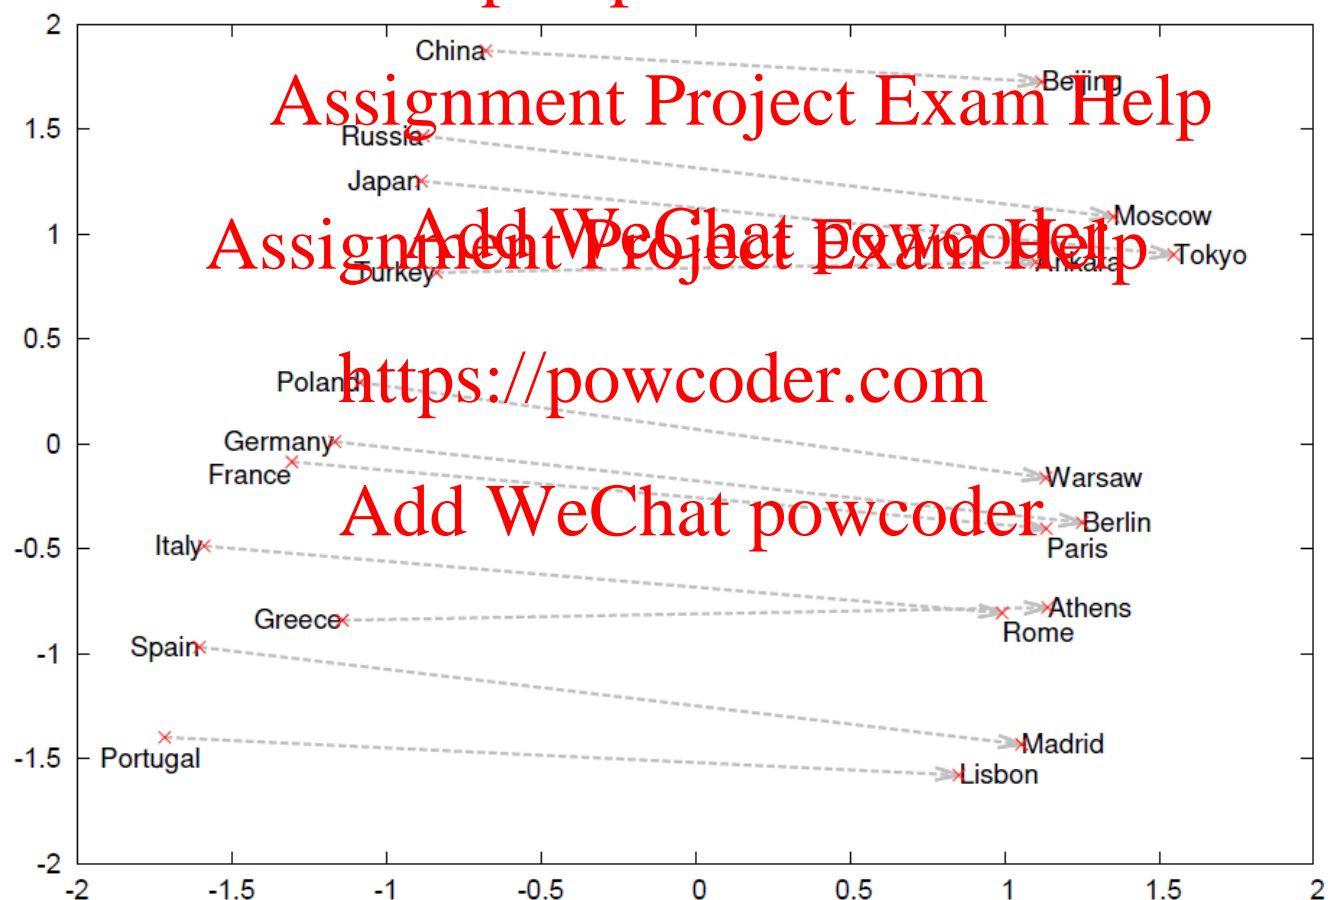 2
China
Beijing
Assignment Project Exam Help
1.5
Russia
Japan
Moscow
Add WeChat powcoder
1
Assignment Project Exam Help
Tokyo
Turkey
Ankara
0.5
Poland
https://powcoder.com
0
Germany
France
Warsaw
Add WeChat powcoder
Berlin
-0.5
Italy
Paris
Greece
Athens
Rome
-1
Spain
Madrid
-1.5
Portugal
Lisbon
-2
-2 -1.5 -1 -0.5 0 0.5 1 1.5 2